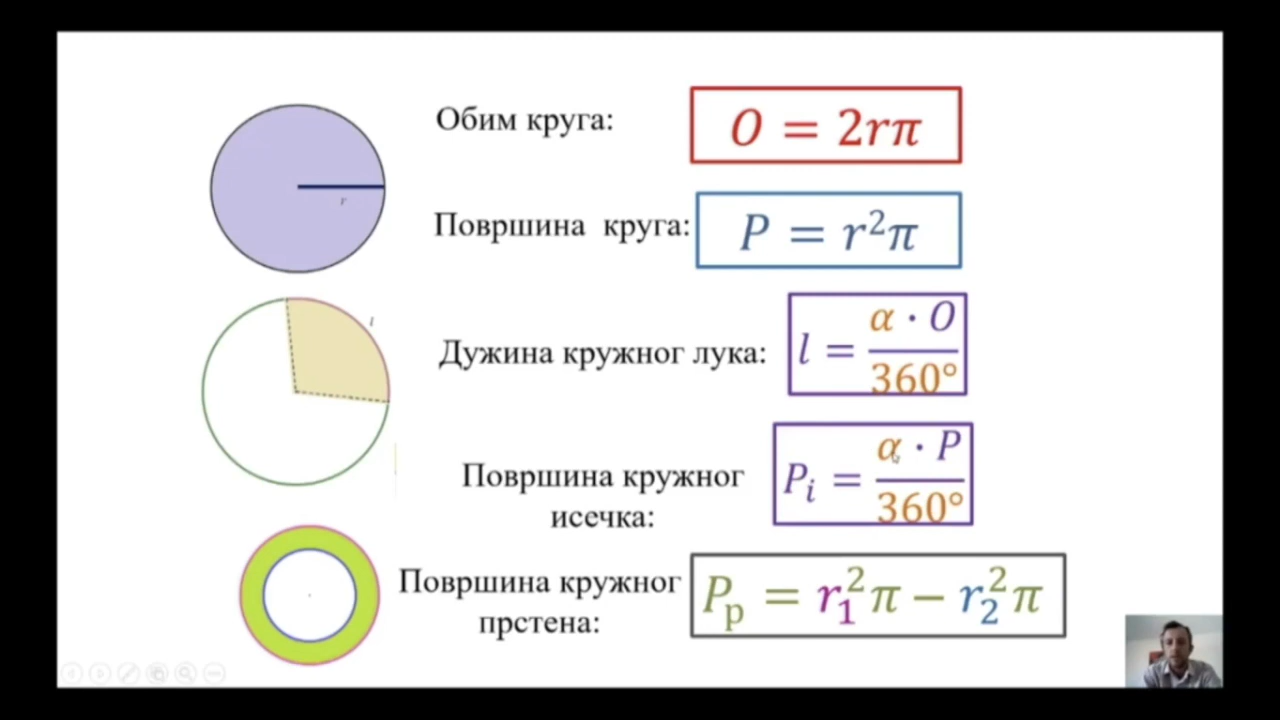 r
Обим круга:
O = 2rπ
Површина круга:
P = r²π
l
Дужина кружног лука:
l = α · O / 360°
Површина кружног
исечка:
Pᵢ = α · P / 360°
Површина кружног
прстена:
Pₚ = r₁²π − r₂²π